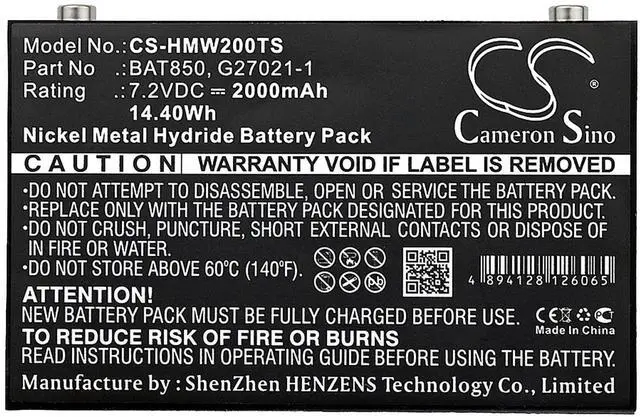 Model No.: CS-HMW200TS
Part No : BAT850, G27021-1
Rating : 7.2VDC ⎓ 2000mAh
14.40Wh
Nickel Metal Hydride Battery Pack
Cameron Sino ®
CAUTION WARRANTY VOID IF LABEL IS REMOVED
•DO NOT ATTEMPT TO DISASSEMBLE, OPEN OR SERVICE THE BATTERY PACK.
•REPLACE ONLY WITH THE BATTERY PACK DESIGNATED FOR THIS PRODUCT.
•DO NOT CRUSH, PUNCTURE, SHORT EXTERNAL CONTACTS OR DISPOSE OF
IN FIRE OR WATER.
•DO NOT STORE ABOVE 60°C (140°F).
4 894128 126065
ATTENTION!
NEW BATTERY PACK MUST BE FULLY CHARGED BEFORE FIRST USE.
CE
Made In China
TO REDUCE RISK OF FIRE OR BURNS
READ INSTRUCTIONS IN OPERATING GUIDE BEFORE USING THE BATTERY.
Manufacture by : ShenZhen HENZENS Technology Co., Limited